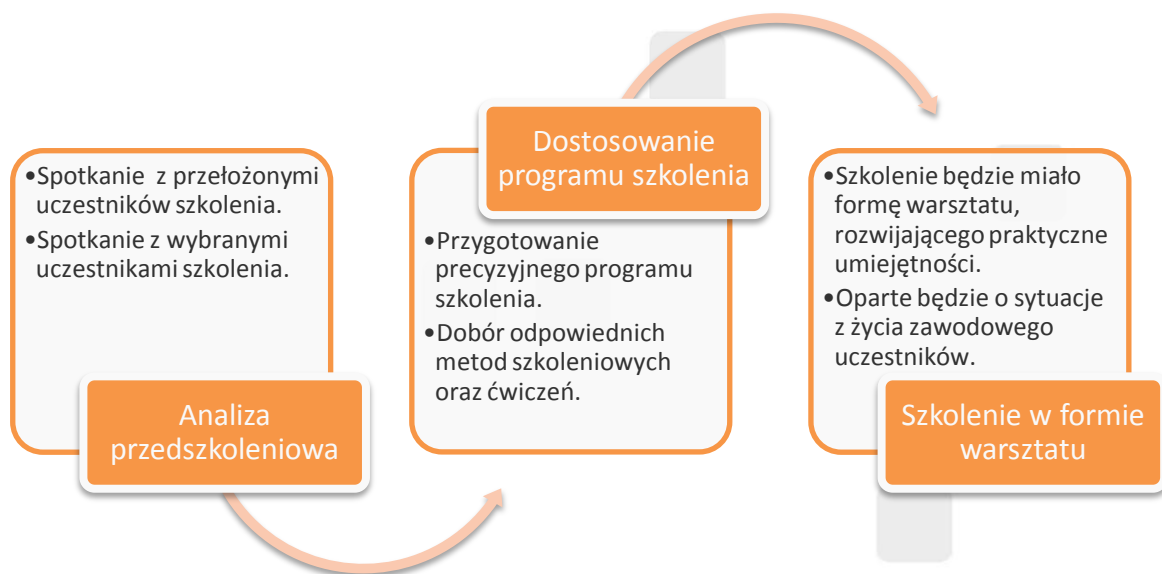 •Spotkanie z przełożonymi
uczestników szkolenia.
•Spotkanie z wybranymi
uczestnikami szkolenia.
Analiza
przedszkoleniowa
Dostosowanie
programu szkolenia
•Przygotowanie
precyzyjnego programu
szkolenia.
•Dobór odpowiednich
metod szkoleniowych
oraz ćwiczeń.
•Szkolenie będzie miało
formę warsztatu,
rozwijającego praktyczne
umiejętności.
•Oparte będzie o sytuacje
z życia zawodowego
uczestników.
Szkolenie w formie
warsztatu